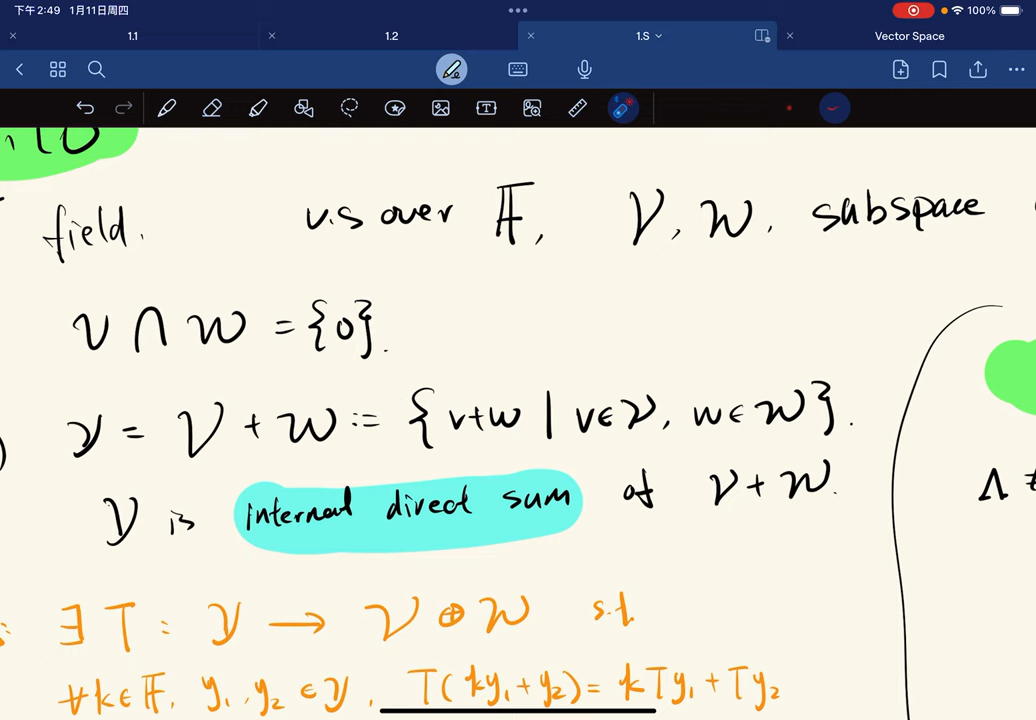 下午 2:49 1月11日周四
100%
1.1
1.2
1.S
Vector Space
field. v.s over 𝔽, V, W, subspace
V ∩ W = {0}.
Y = V + W := {v+w | v∈V, w∈W}.
Y is internal direct sum of V + W.
∃ T : Y → V ⊕ W s.t
∀k∈𝔽, y₁, y₂ ∈ Y, T(ky₁+y₂) = kTy₁ + Ty₂